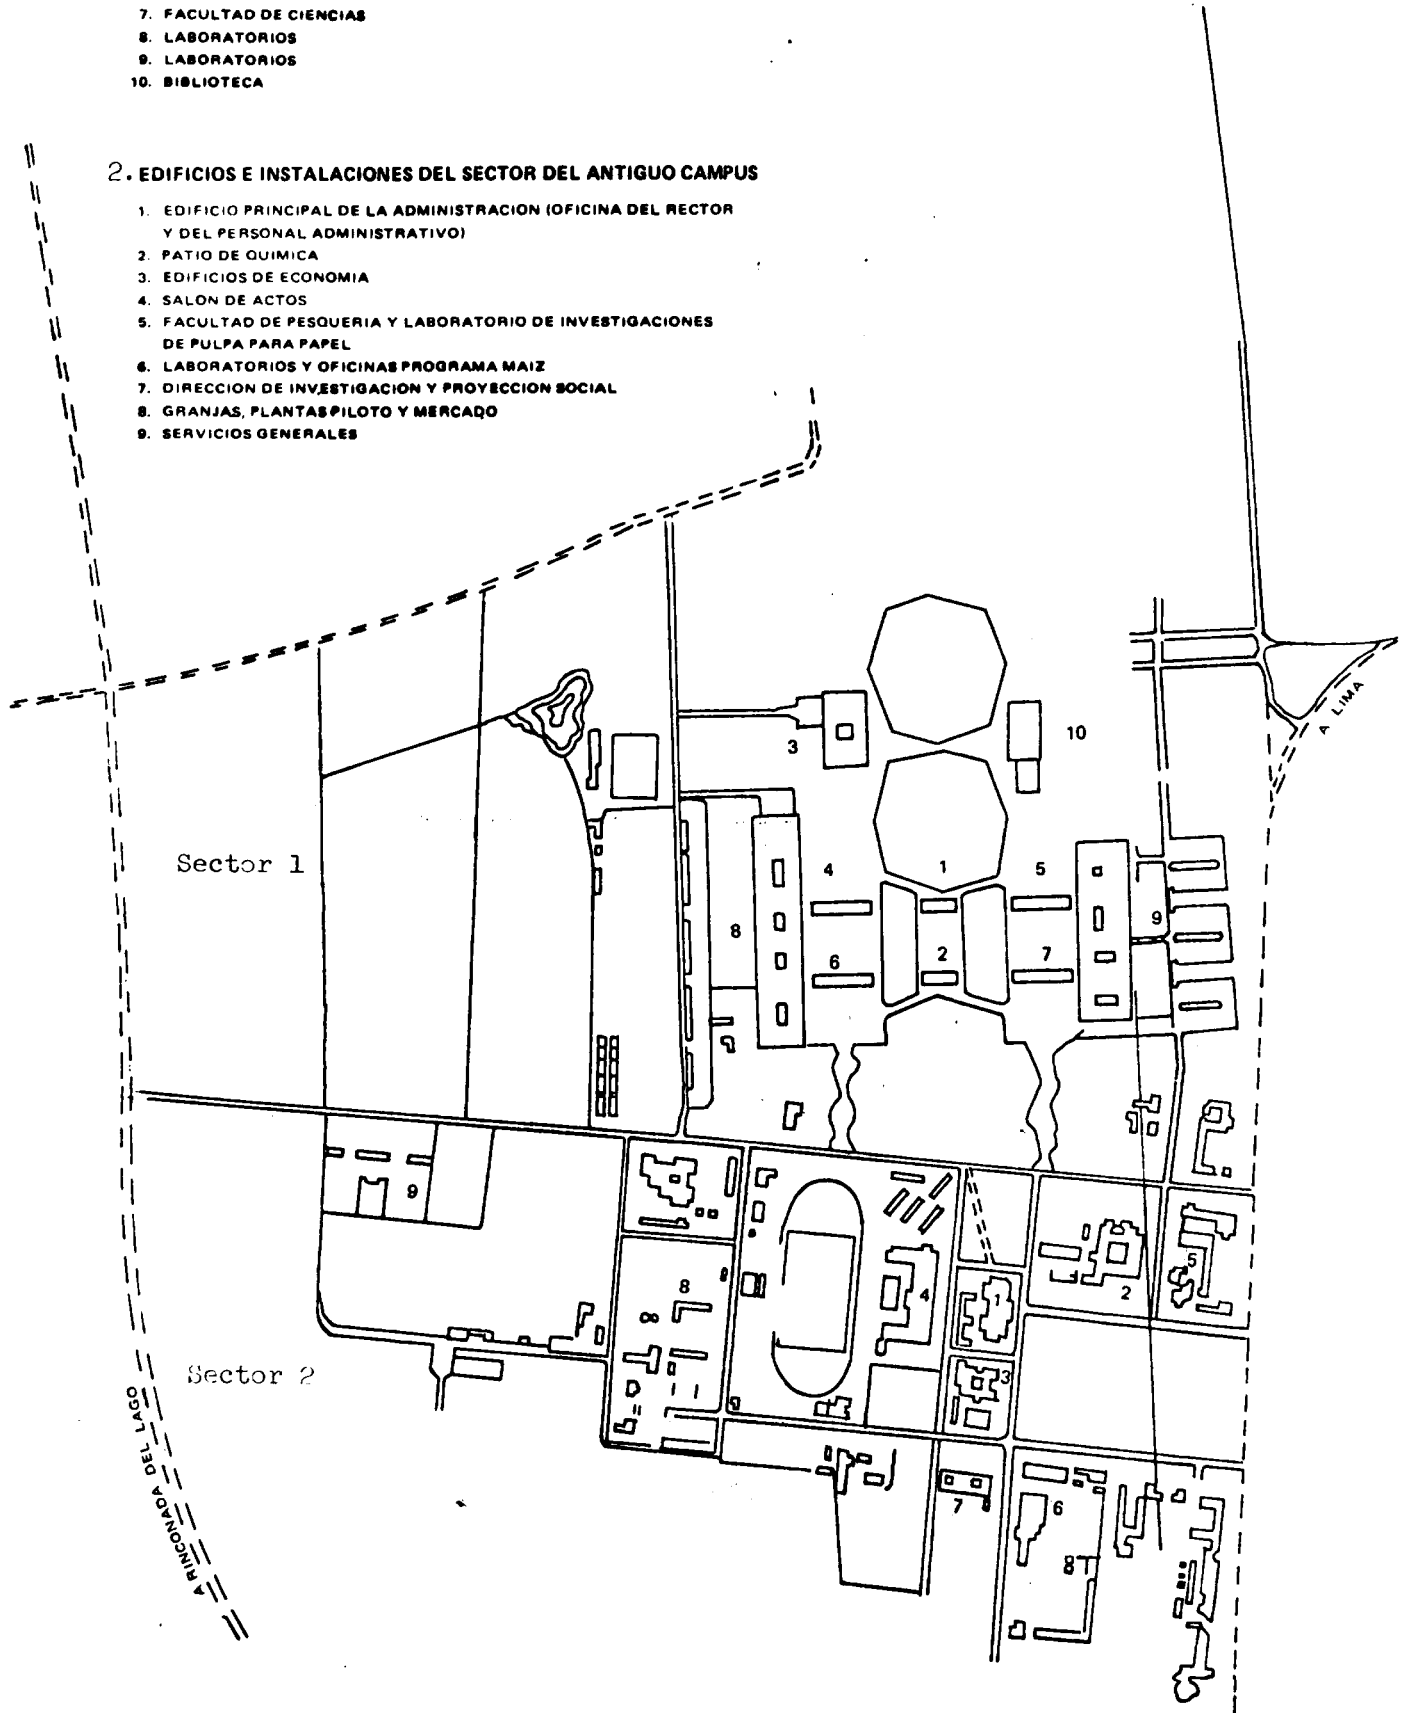 7. FACULTAD DE CIENCIAS
8. LABORATORIOS
9. LABORATORIOS
10. BIBLIOTECA
2. EDIFICIOS E INSTALACIONES DEL SECTOR DEL ANTIGUO CAMPUS
1. EDIFICIO PRINCIPAL DE LA ADMINISTRACION (OFICINA DEL RECTOR
Y DEL PERSONAL ADMINISTRATIVO)
2. PATIO DE QUIMICA
3. EDIFICIOS DE ECONOMIA
4. SALON DE ACTOS
5. FACULTAD DE PESQUERIA Y LABORATORIO DE INVESTIGACIONES
DE PULPA PARA PAPEL
6. LABORATORIOS Y OFICINAS PROGRAMA MAIZ
7. DIRECCION DE INVESTIGACION Y PROYECCION SOCIAL
8. GRANJAS, PLANTAS PILOTO Y MERCADO
9. SERVICIOS GENERALES
A LIMA
3
10
Sector 1
4
1
5
8
9
6
2
7
9
8
4
1
2
5
Sector 2
3
A RINCONADA DEL LAGO
7
6